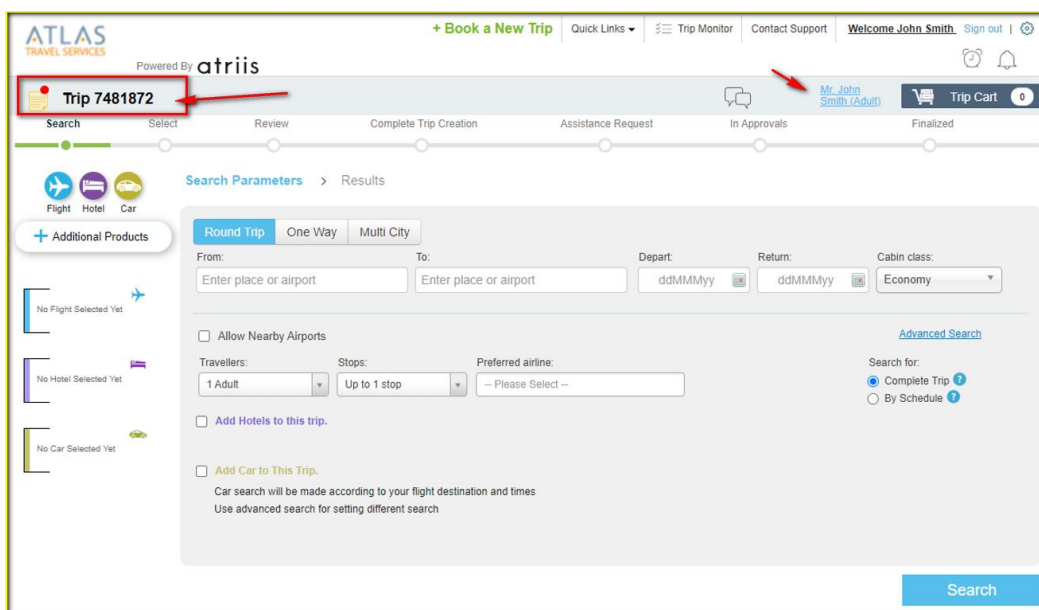 ATLAS
TRAVEL SERVICES
Powered By atriis
+ Book a New Trip
Quick Links
Trip Monitor
Contact Support
Welcome John Smith
Sign out |
Trip 7481872
Mr. John
Smith (Adult)
Trip Cart 0
Search
Select
Review
Complete Trip Creation
Assistance Request
In Approvals
Finalized
Flight
Hotel
Car
+ Additional Products
No Flight Selected Yet
No Hotel Selected Yet
No Car Selected Yet
Search Parameters > Results
Round Trip
One Way
Multi City
From:
To:
Depart:
Return:
Cabin class:
Enter place or airport
Enter place or airport
ddMMMyy
ddMMMyy
Economy
Allow Nearby Airports
Advanced Search
Travellers:
Stops:
Preferred airline:
Search for:
1 Adult
Up to 1 stop
-- Please Select --
Complete Trip ?
By Schedule ?
Add Hotels to this trip.
Add Car to This Trip.
Car search will be made according to your flight destination and times
Use advanced search for setting different search
Search